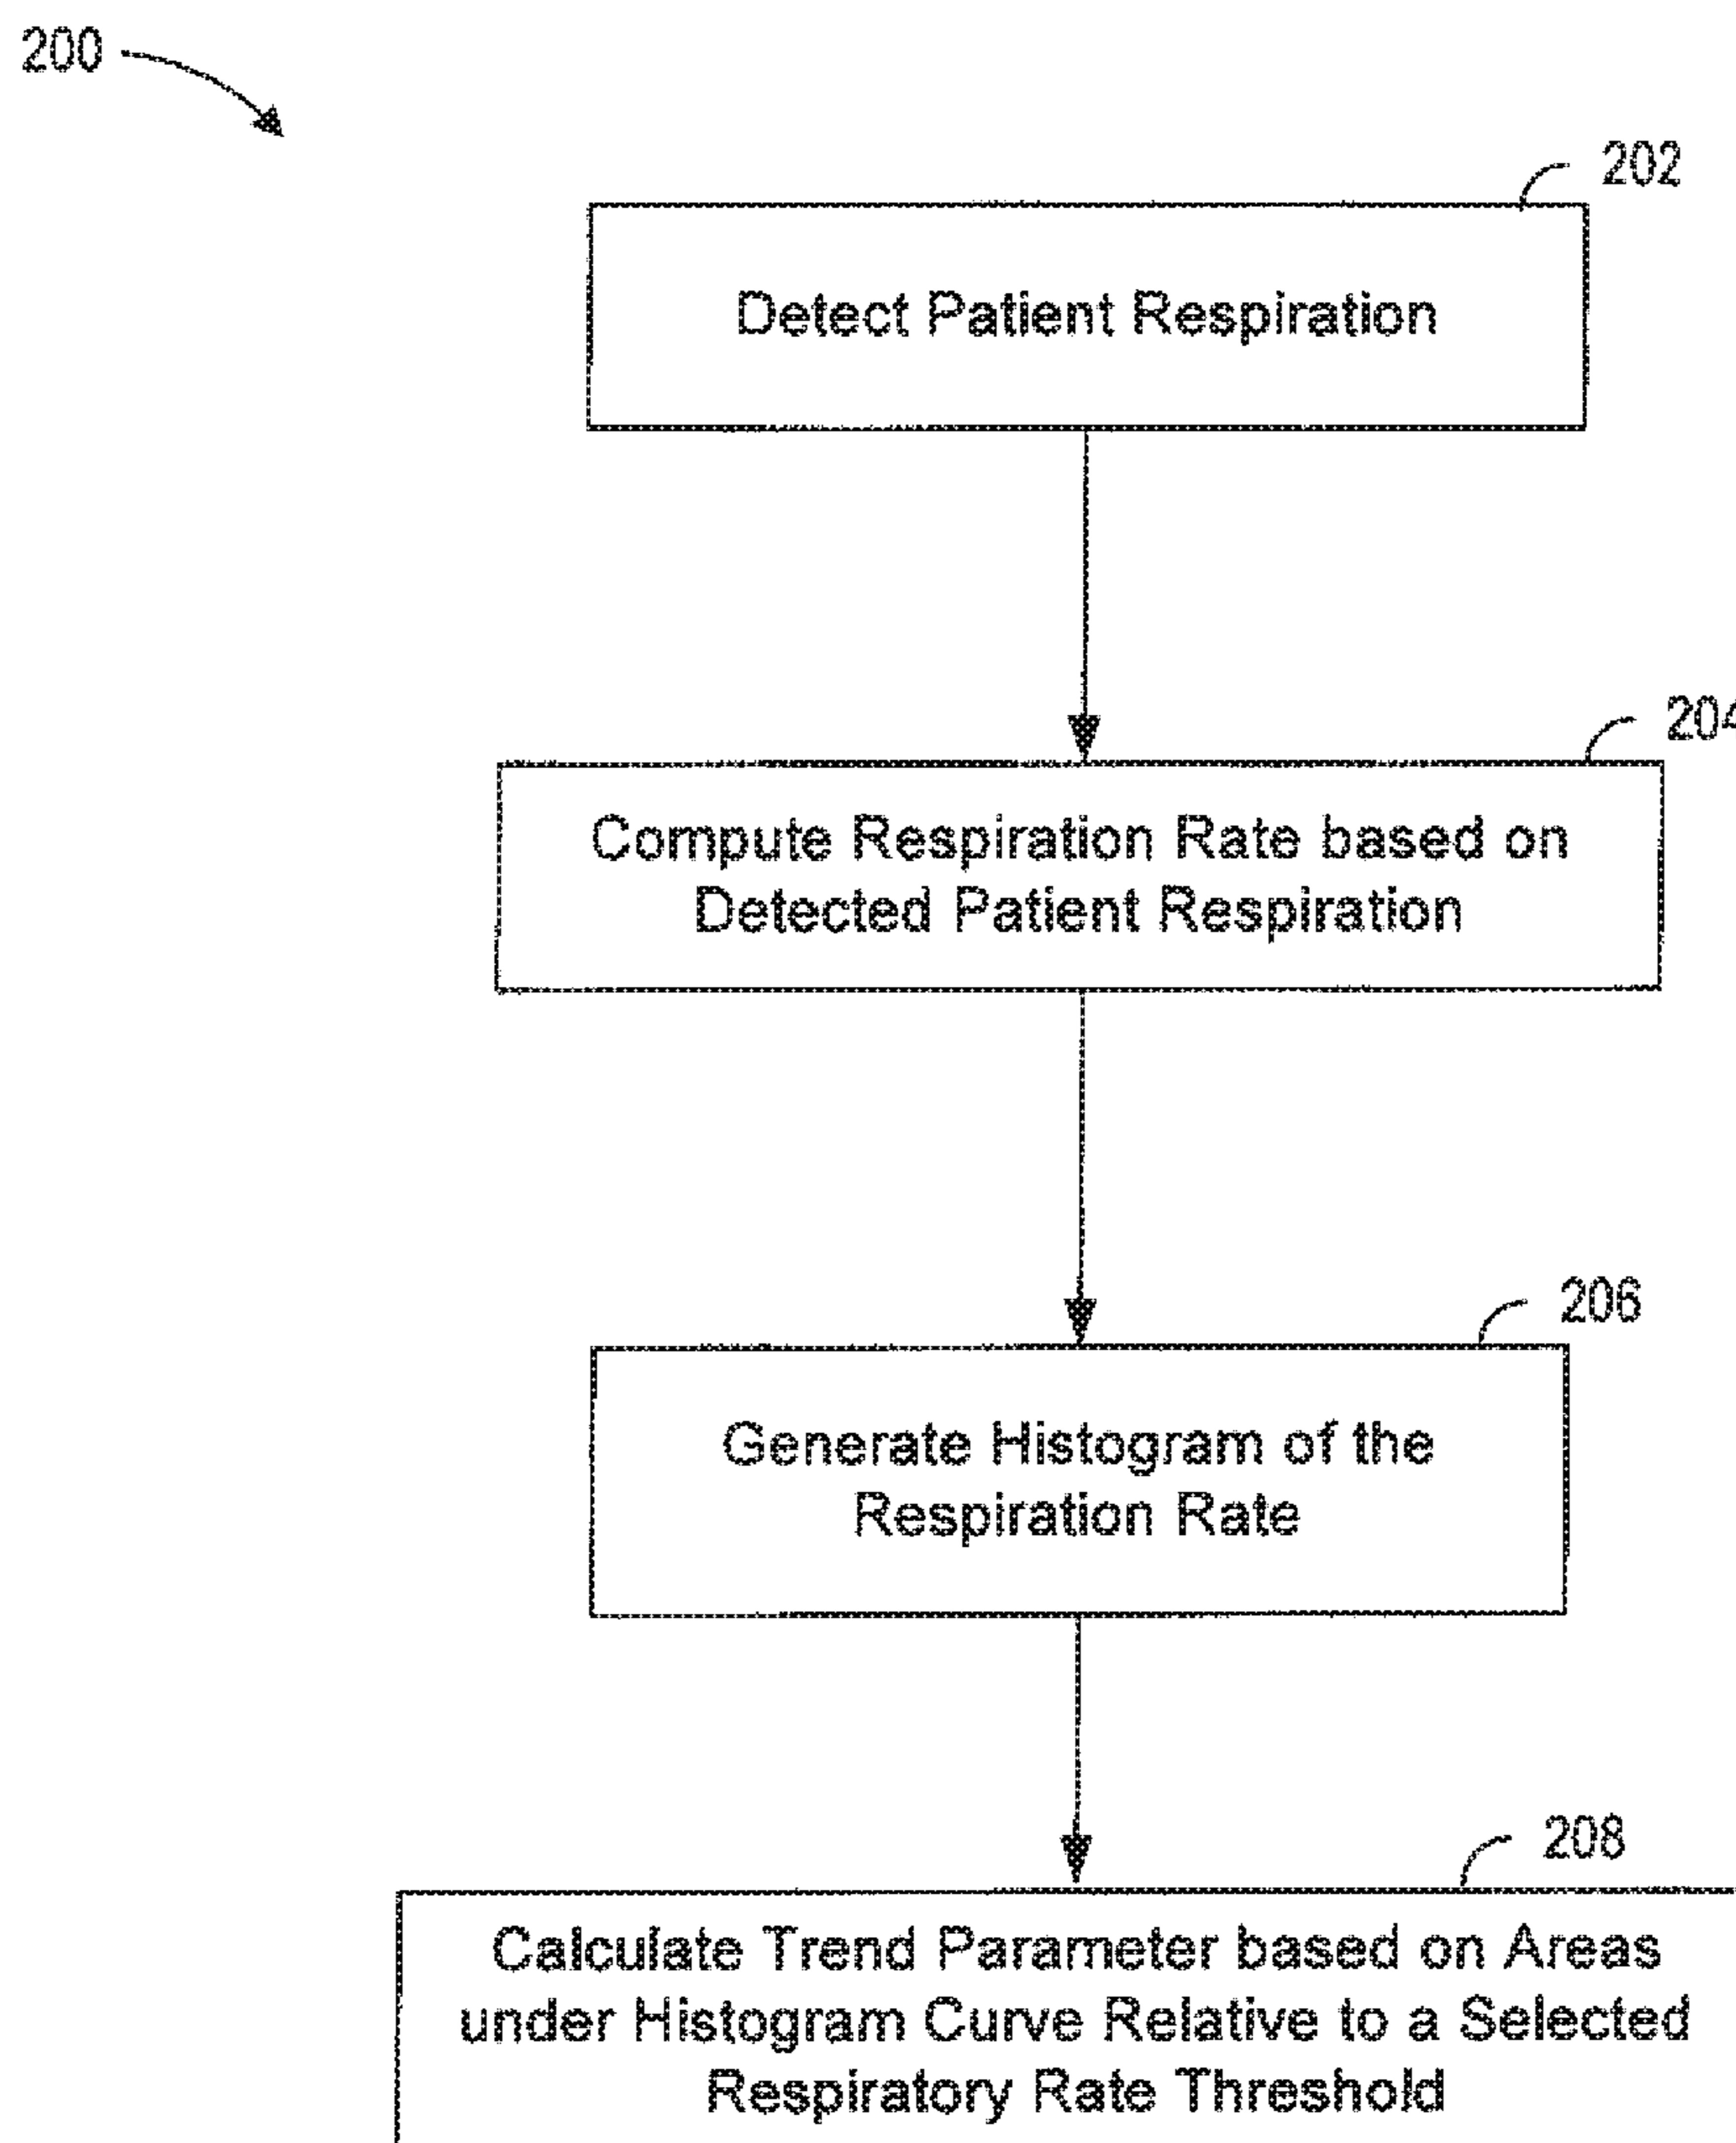 200
202
Detect Patient Respiration
204
Compute Respiration Rate based on
Detected Patient Respiration
206
Generate Histogram of the
Respiration Rate
208
Calculate Trend Parameter based on Areas
under Histogram Curve Relative to a Selected
Respiratory Rate Threshold